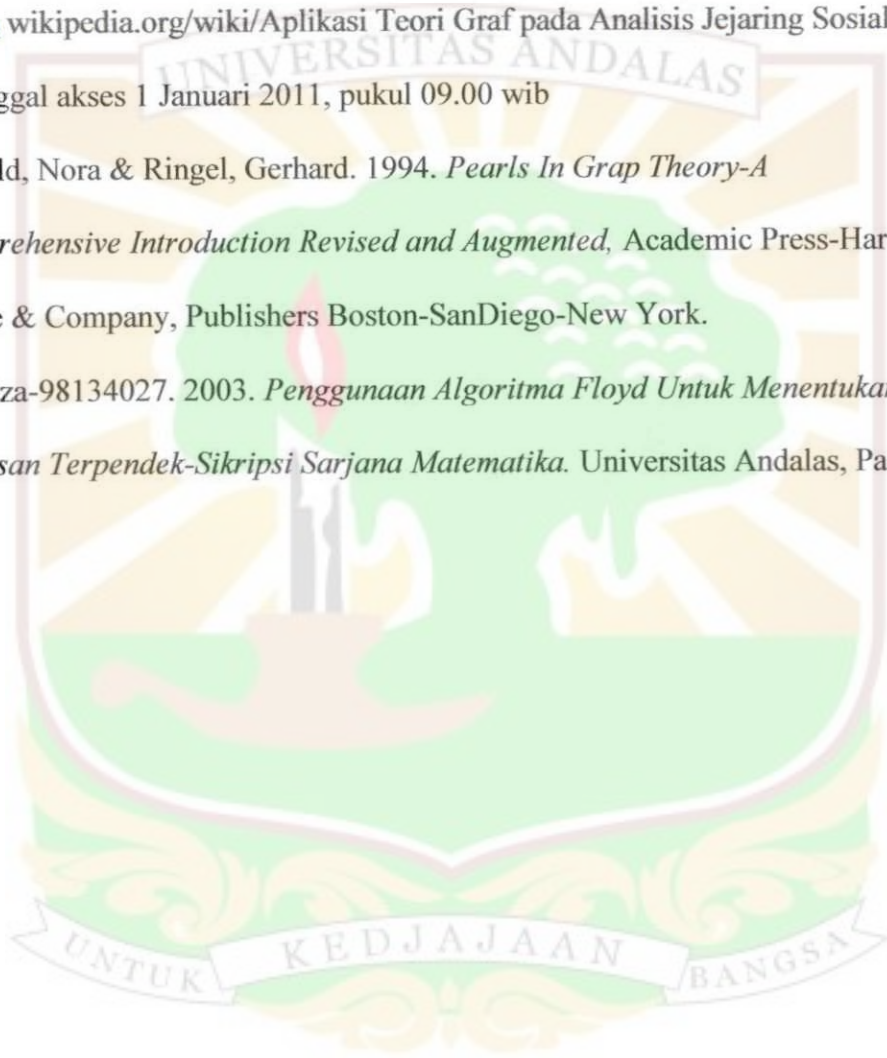 wikipedia.org/wiki/Aplikasi Teori Graf pada Analisis Jejaring Sosial
UNIVERSITAS ANDALAS
ggal akses 1 Januari 2011, pukul 09.00 wib
ld, Nora & Ringel, Gerhard. 1994. Pearls In Grap Theory-A
rehensive Introduction Revised and Augmented, Academic Press-Har
e & Company, Publishers Boston-SanDiego-New York.
za-98134027. 2003. Penggunaan Algoritma Floyd Untuk Menentukan
san Terpendek-Sikripsi Sarjana Matematika. Universitas Andalas, Pa
UNTUK KEDJAJAAN BANGSA